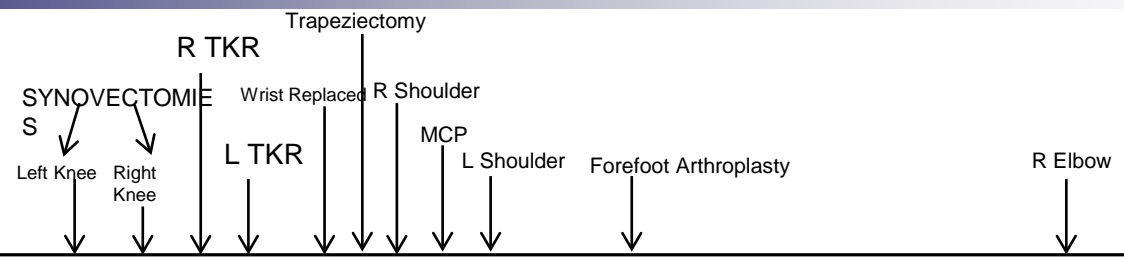 Trapeziectomy
R TKR
SYNOVECTOMIE
S
Wrist Replaced
R Shoulder
MCP
L TKR
L Shoulder
Forefoot Arthroplasty
R Elbow
Left Knee
Right
Knee